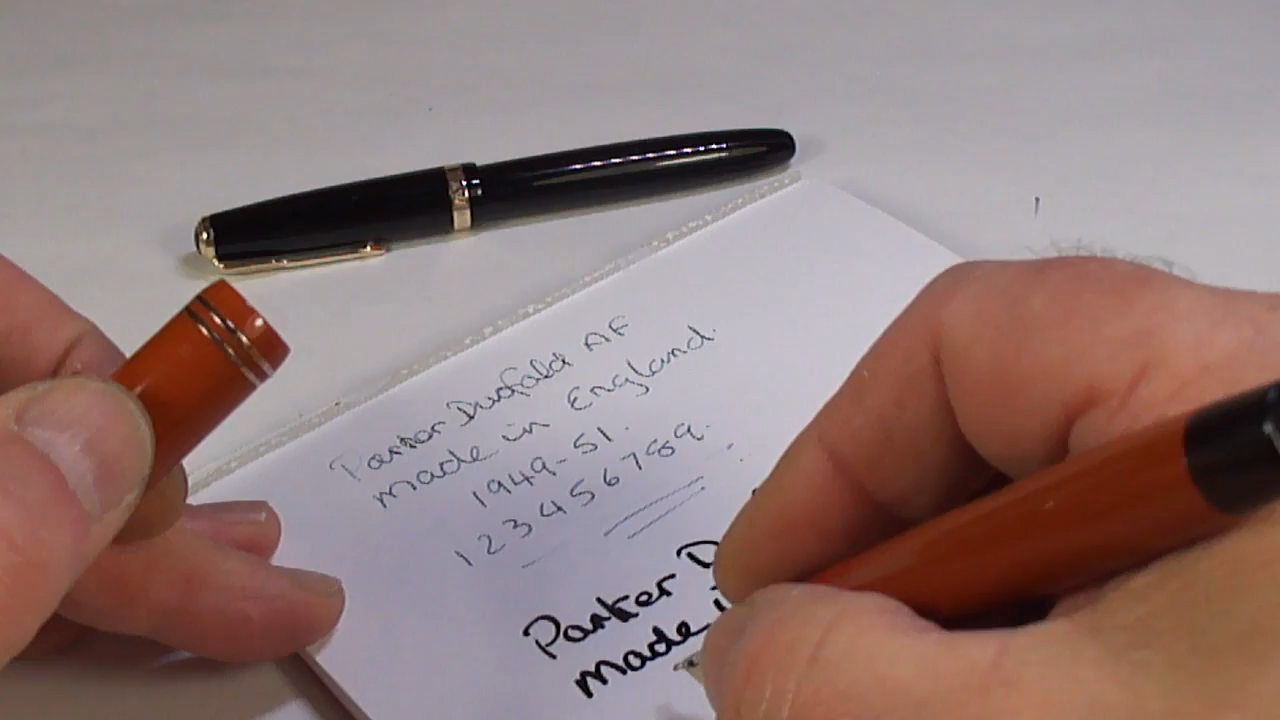 Parker Duofold AF
made in England.
1949-51.
123456789.
Parker D
made i